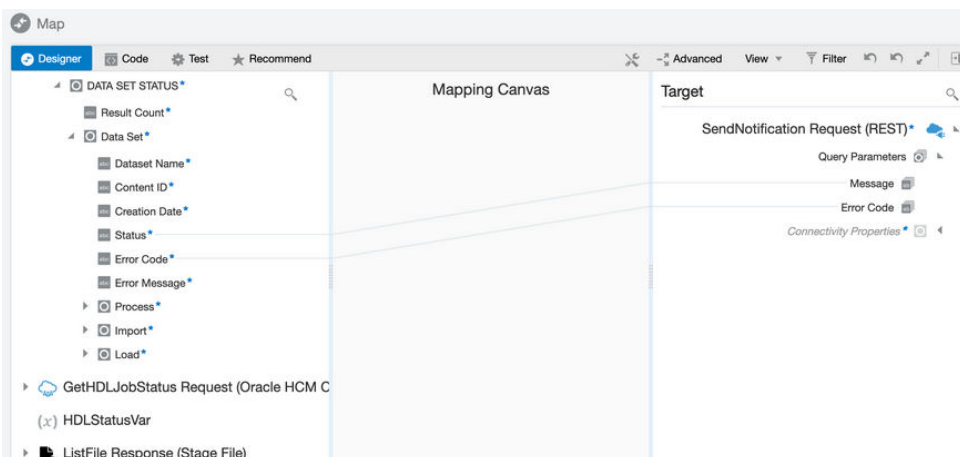 Map
Designer Code Test Recommend Advanced View Filter
DATA SET STATUS*
Result Count*
Data Set*
Dataset Name*
Content ID*
Creation Date*
Status*
Error Code*
Error Message*
Process*
Import*
Load*
GetHDLJobStatus Request (Oracle HCM C
(x) HDLStatusVar
ListFile Response (Stage File)
Mapping Canvas
Target
SendNotification Request (REST)*
Query Parameters
Message
Error Code
Connectivity Properties*